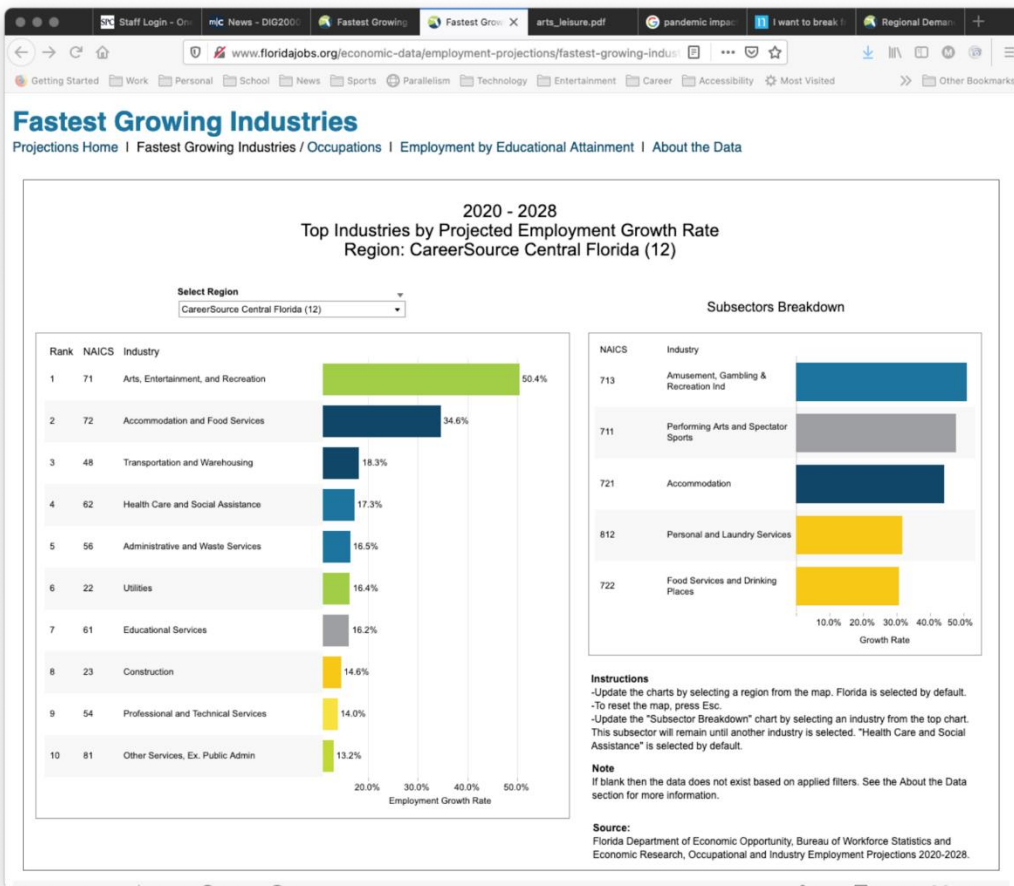 SPC Staff Login - On
mjc News - DIG2000
Fastest Growing
Fastest Grow
arts_leisure.pdf
pandemic impac
I want to break f
Regional Deman
www.floridajobs.org/economic-data/employment-projections/fastest-growing-indus
Getting Started Work Personal School News Sports Parallelism Technology Entertainment Career Accessibility Most Visited Other Bookmarks
Fastest Growing Industries
Projections Home I Fastest Growing Industries / Occupations I Employment by Educational Attainment I About the Data
2020 - 2028
Top Industries by Projected Employment Growth Rate
Region: CareerSource Central Florida (12)
Select Region
CareerSource Central Florida (12)
Rank NAICS Industry
1 71 Arts, Entertainment, and Recreation 50.4%
2 72 Accommodation and Food Services 34.6%
3 48 Transportation and Warehousing 18.3%
4 62 Health Care and Social Assistance 17.3%
5 56 Administrative and Waste Services 16.5%
6 22 Utilities 16.4%
7 61 Educational Services 16.2%
8 23 Construction 14.6%
9 54 Professional and Technical Services 14.0%
10 81 Other Services, Ex. Public Admin 13.2%
20.0% 30.0% 40.0% 50.0%
Employment Growth Rate
Subsectors Breakdown
NAICS Industry
713 Amusement, Gambling &
Recreation Ind
711 Performing Arts and Spectator
Sports
721 Accommodation
812 Personal and Laundry Services
722 Food Services and Drinking
Places
10.0% 20.0% 30.0% 40.0% 50.0%
Growth Rate
Instructions
-Update the charts by selecting a region from the map. Florida is selected by default.
-To reset the map, press Esc.
-Update the "Subsector Breakdown" chart by selecting an industry from the top chart.
This subsector will remain until another industry is selected. "Health Care and Social
Assistance" is selected by default.
Note
If blank then the data does not exist based on applied filters. See the About the Data
section for more information.
Source:
Florida Department of Economic Opportunity, Bureau of Workforce Statistics and
Economic Research, Occupational and Industry Employment Projections 2020-2028.